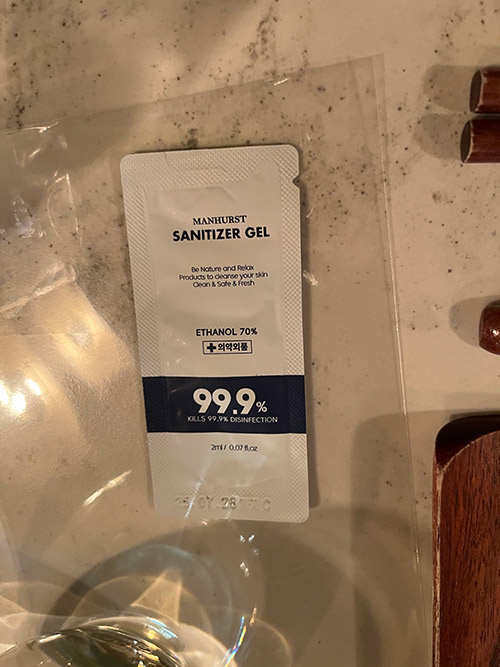 MANHURST
SANITIZER GEL
Be Nature and Relax
Products to cleanse your skin
Clean & Safe & Fresh
ETHANOL 70%
의약외품
99.9%
KILLS 99.9% DISINFECTION
2ml / 0.07 fl.oz